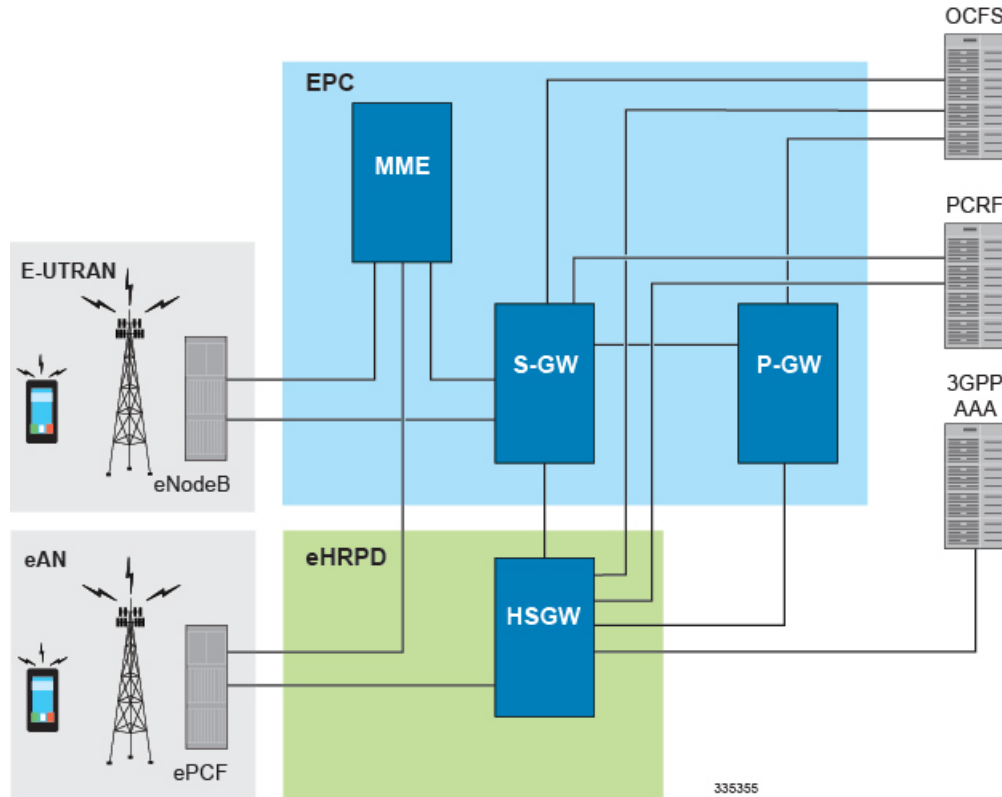 OCFS
EPC
MME
PCRF
E-UTRAN
S-GW
P-GW
3GPP
AAA
eNodeB
eAN
eHRPD
HSGW
ePCF
335355